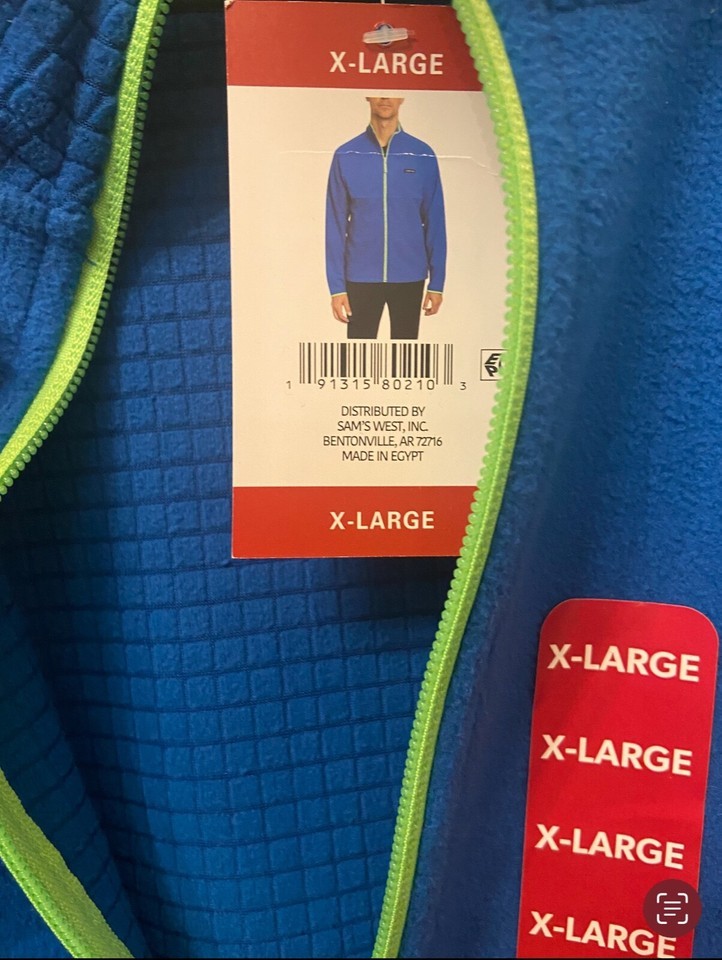 X-LARGE
1 91315 80210 3
DISTRIBUTED BY
SAM'S WEST, INC.
BENTONVILLE, AR 72716
MADE IN EGYPT
X-LARGE
X-LARGE
X-LARGE
X-LARGE
X-LARGE